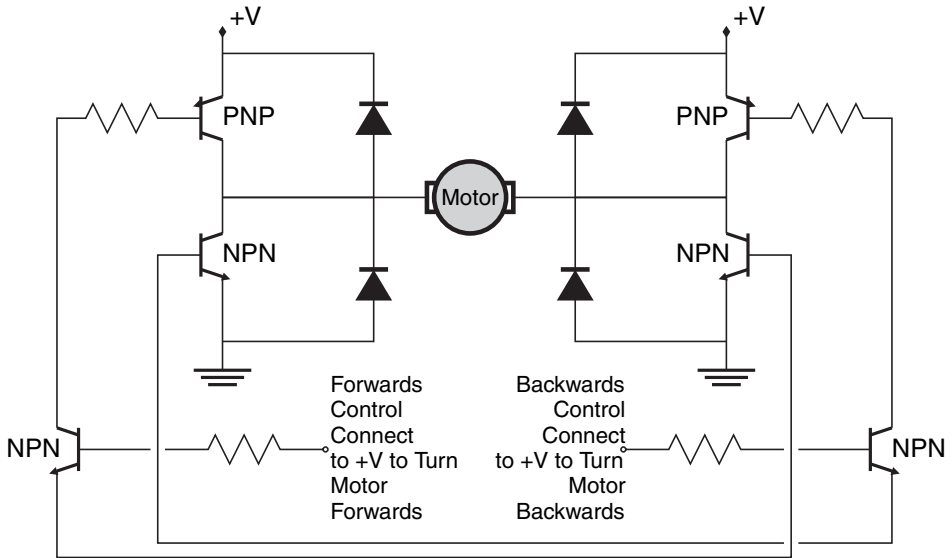 +V
+V
PNP
PNP
Motor
NPN
NPN
Forwards
Control
Connect
to +V to Turn
Motor
Forwards
Backwards
Control
Connect
to +V to Turn
Motor
Backwards
NPN
NPN